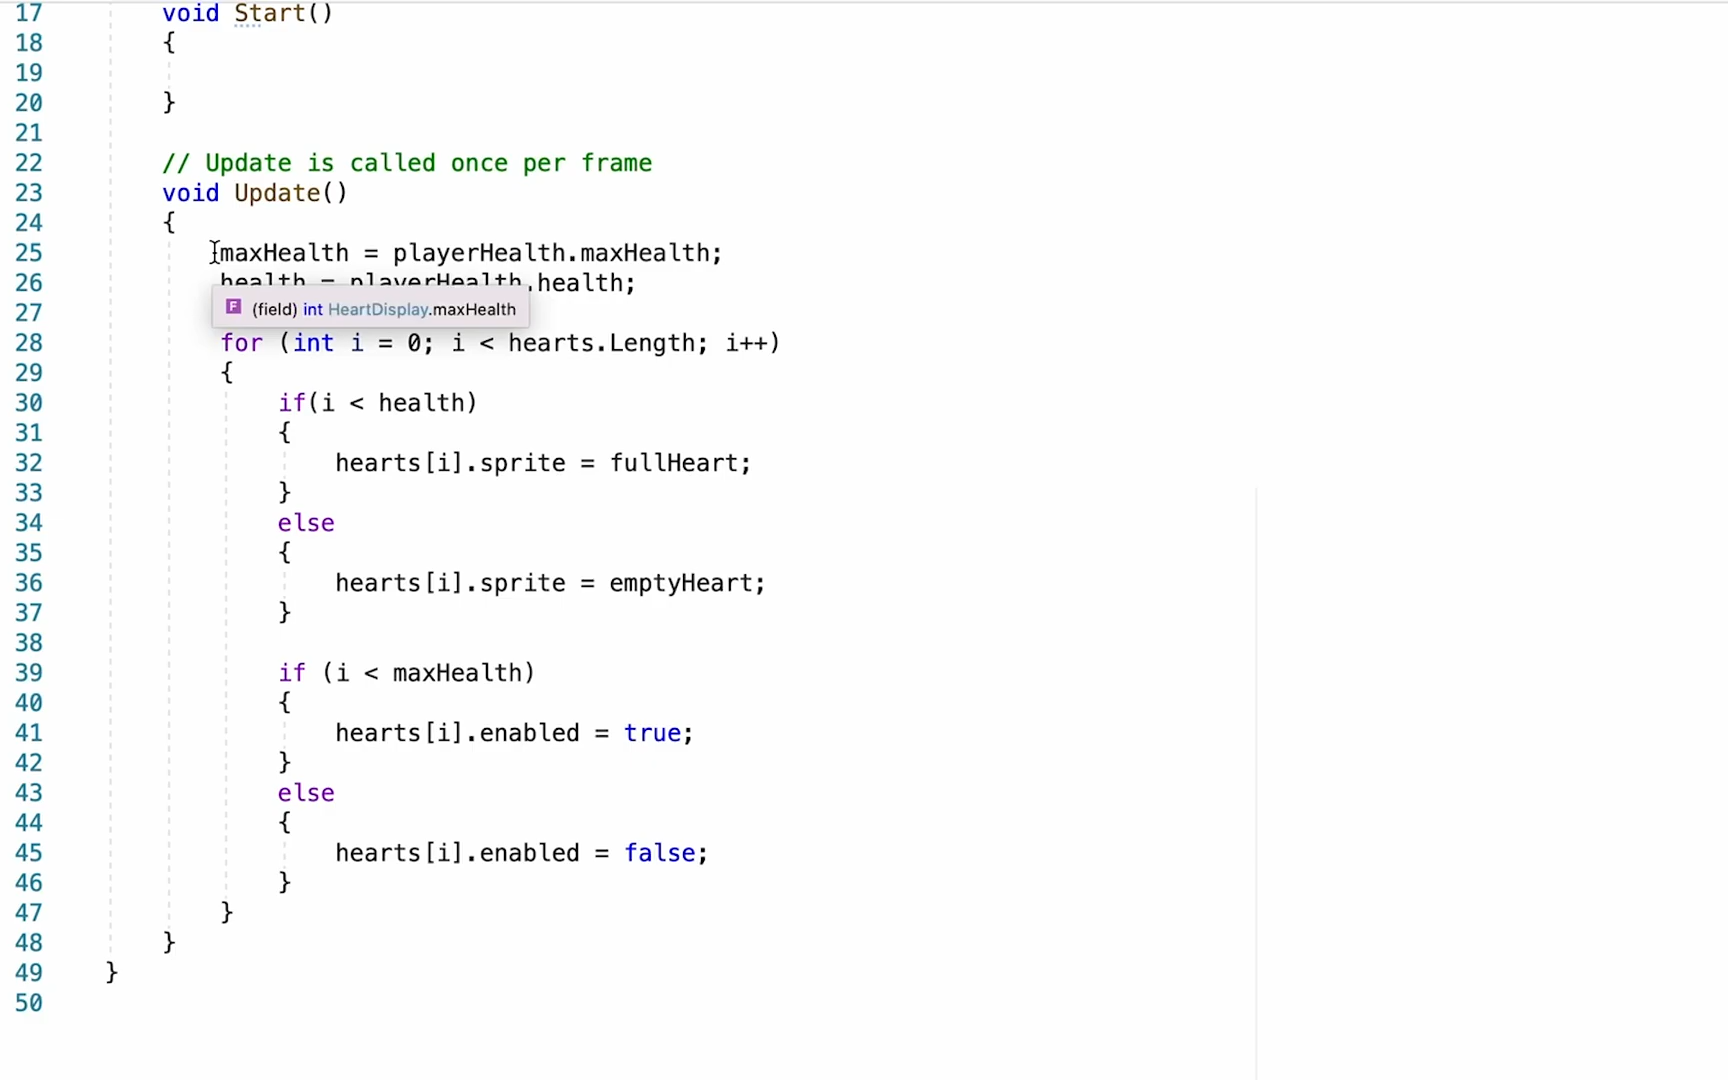 17 void Start()
18 {
19
20 }
21
22 // Update is called once per frame
23 void Update()
24 {
25 maxHealth = playerHealth.maxHealth;
26 health = playerHealth.health;
(field) int HeartDisplay.maxHealth
27
28 for (int i = 0; i < hearts.Length; i++)
29 {
30 if(i < health)
31 {
32 hearts[i].sprite = fullHeart;
33 }
34 else
35 {
36 hearts[i].sprite = emptyHeart;
37 }
38
39 if (i < maxHealth)
40 {
41 hearts[i].enabled = true;
42 }
43 else
44 {
45 hearts[i].enabled = false;
46 }
47 }
48 }
49 }
50